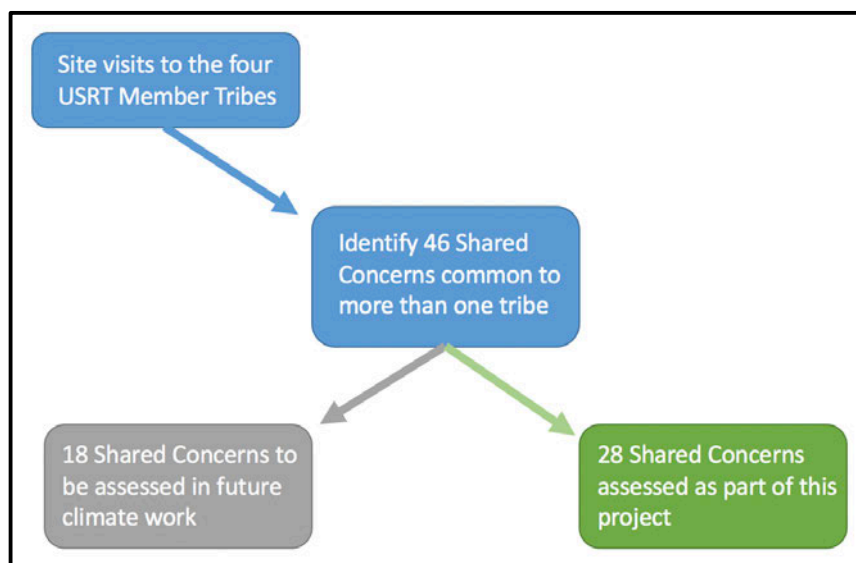 Site visits to the four
USRT Member Tribes
Identify 46 Shared
Concerns common to
more than one tribe
18 Shared Concerns to
be assessed in future
climate work
28 Shared Concerns
assessed as part of this
project